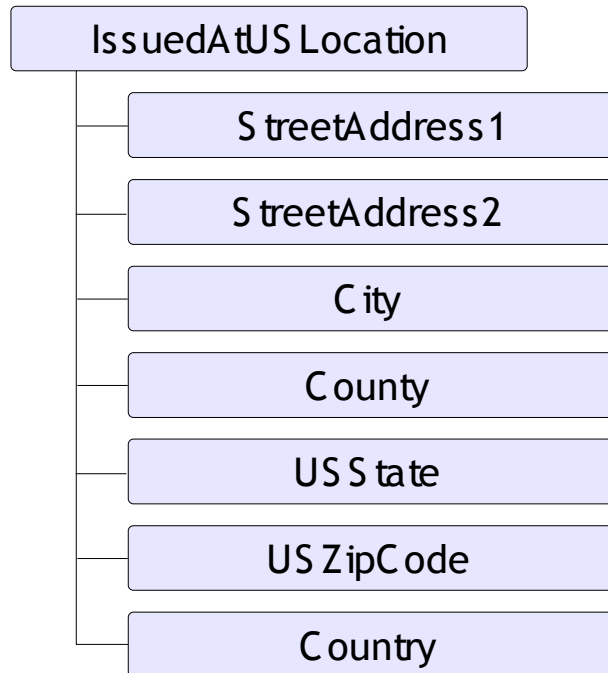 IssuedAtUSLocation
StreetAddress1
StreetAddress2
City
County
USState
USZipCode
Country